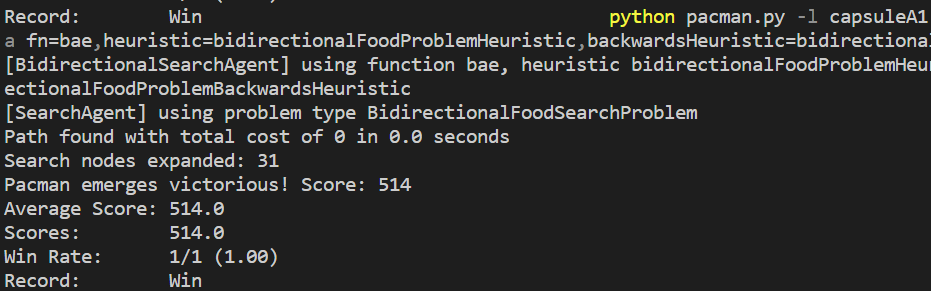 Record:        Win                                  python pacman.py -l capsuleA1
a fn=bae,heuristic=bidirectionalFoodProblemHeuristic,backwardsHeuristic=bidirectional
[BidirectionalSearchAgent] using function bae, heuristic bidirectionalFoodProblemHeu
ectionalFoodProblemBackwardsHeuristic
[SearchAgent] using problem type BidirectionalFoodSearchProblem
Path found with total cost of 0 in 0.0 seconds
Search nodes expanded: 31
Pacman emerges victorious! Score: 514
Average Score: 514.0
Scores:        514.0
Win Rate:      1/1 (1.00)
Record:        Win